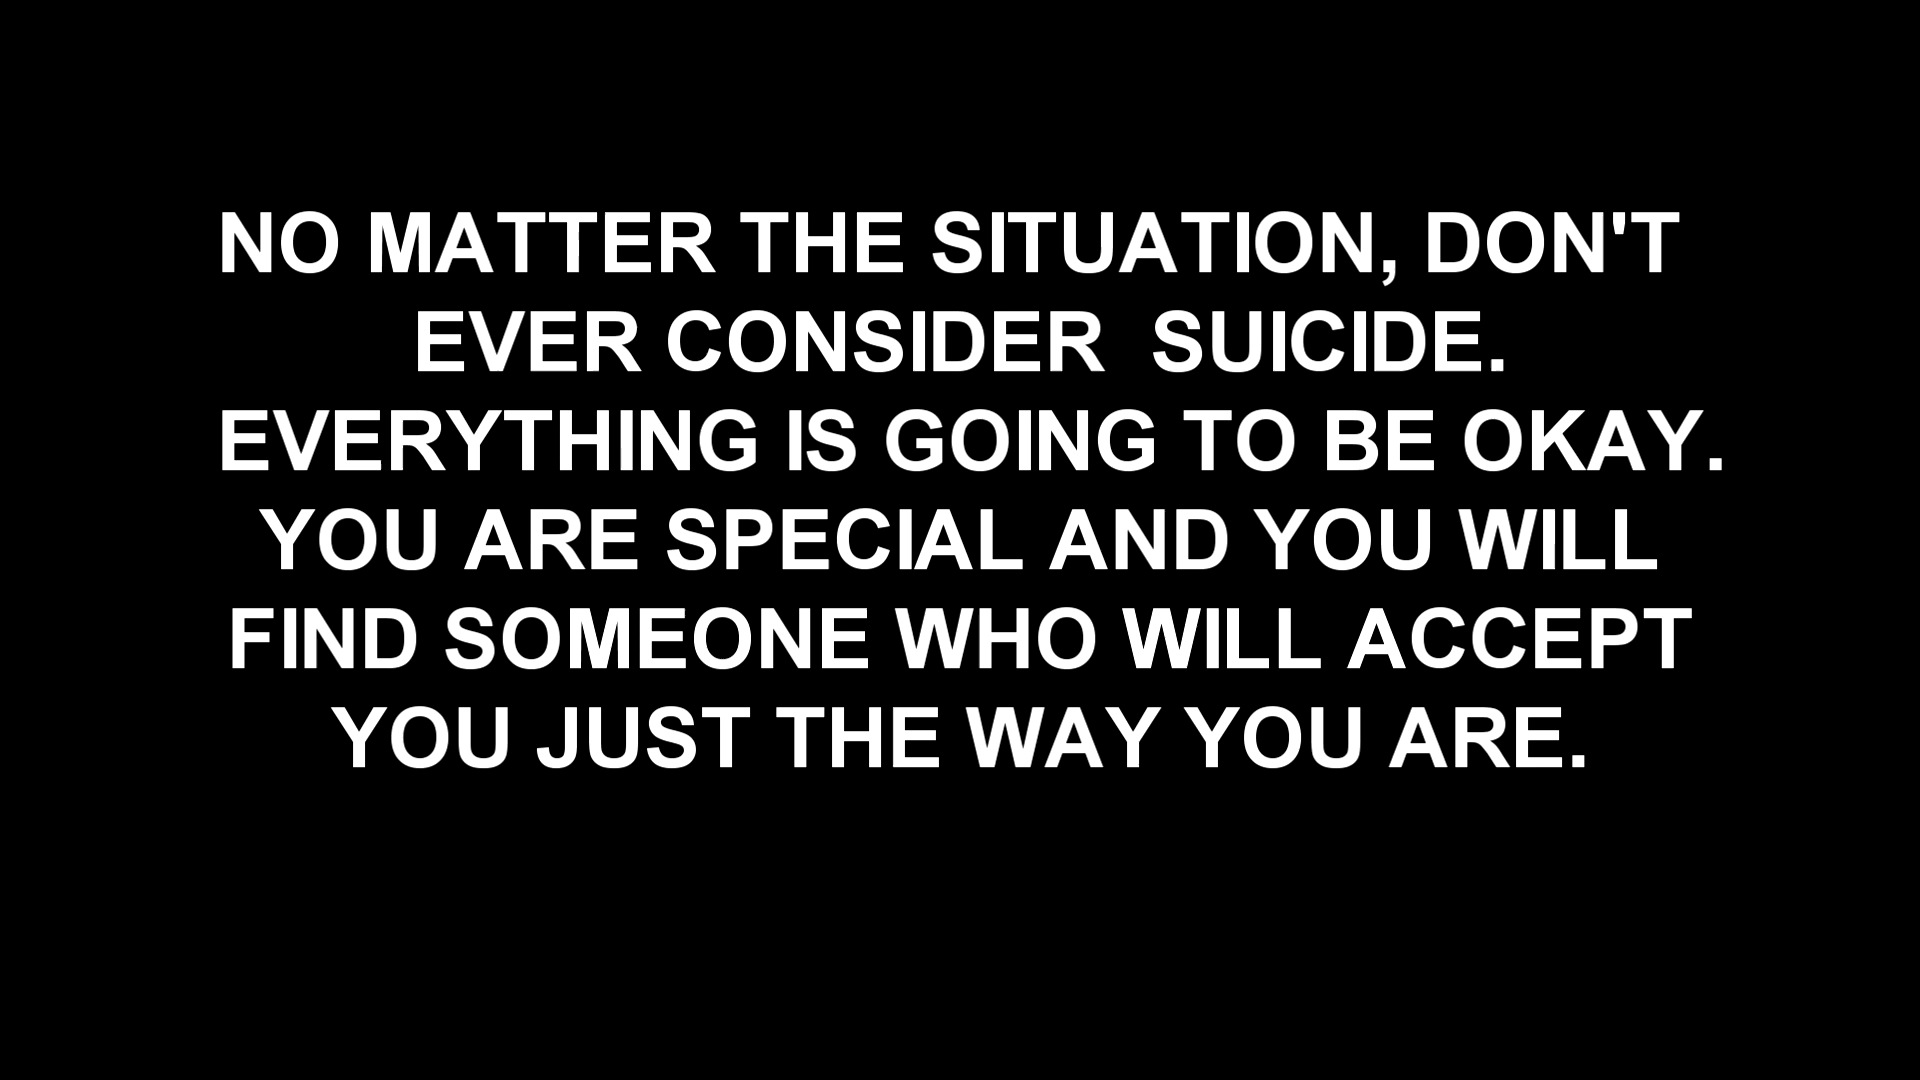 NO MATTER THE SITUATION, DON'T
EVER CONSIDER  SUICIDE.
EVERYTHING IS GOING TO BE OKAY.
YOU ARE SPECIAL AND YOU WILL
FIND SOMEONE WHO WILL ACCEPT
YOU JUST THE WAY YOU ARE.